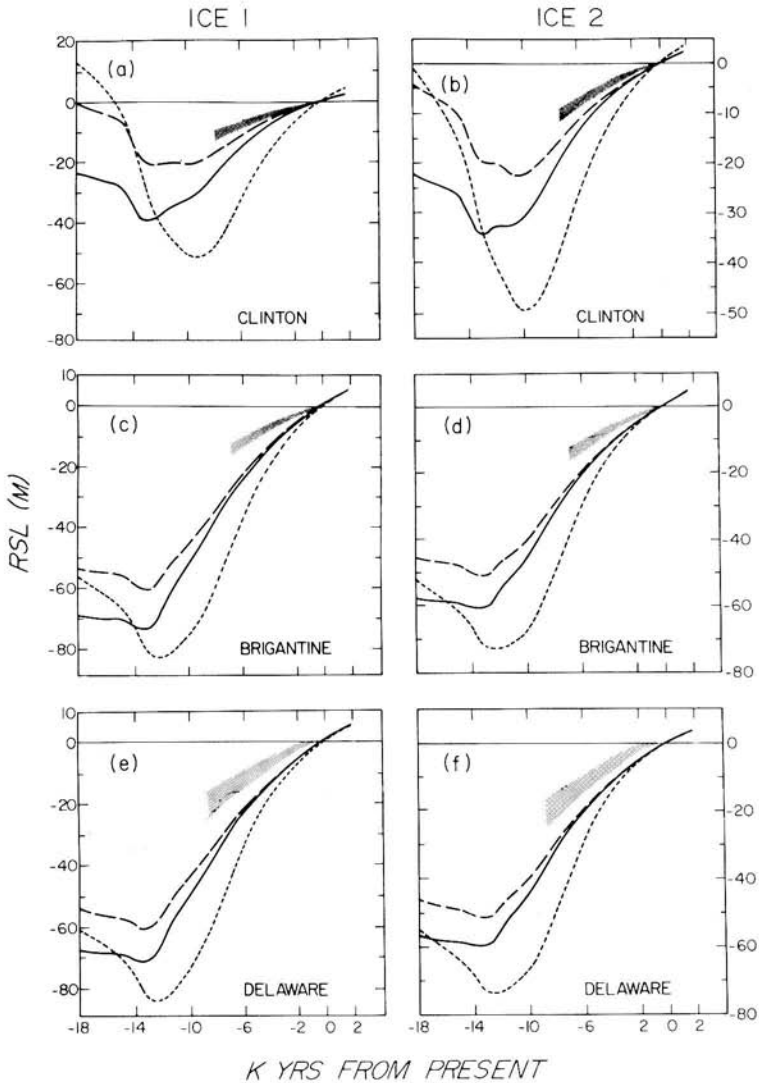 ICE 1 ICE 2
20
0
-20
-40
-60
-80
(a)
CLINTON
0
-10
-20
-30
-40
-50
(b)
CLINTON
10
0
-20
-40
-60
-80
(c)
BRIGANTINE
0
-20
-40
-60
-80
(d)
BRIGANTINE
RSL (M)
10
0
-20
-40
-60
-80
(e)
DELAWARE
-18 -14 -10 -6 -2 0 2
0
-20
-40
-60
-80
(f)
DELAWARE
-18 -14 -10 -6 -2 0 2
K YRS FROM PRESENT